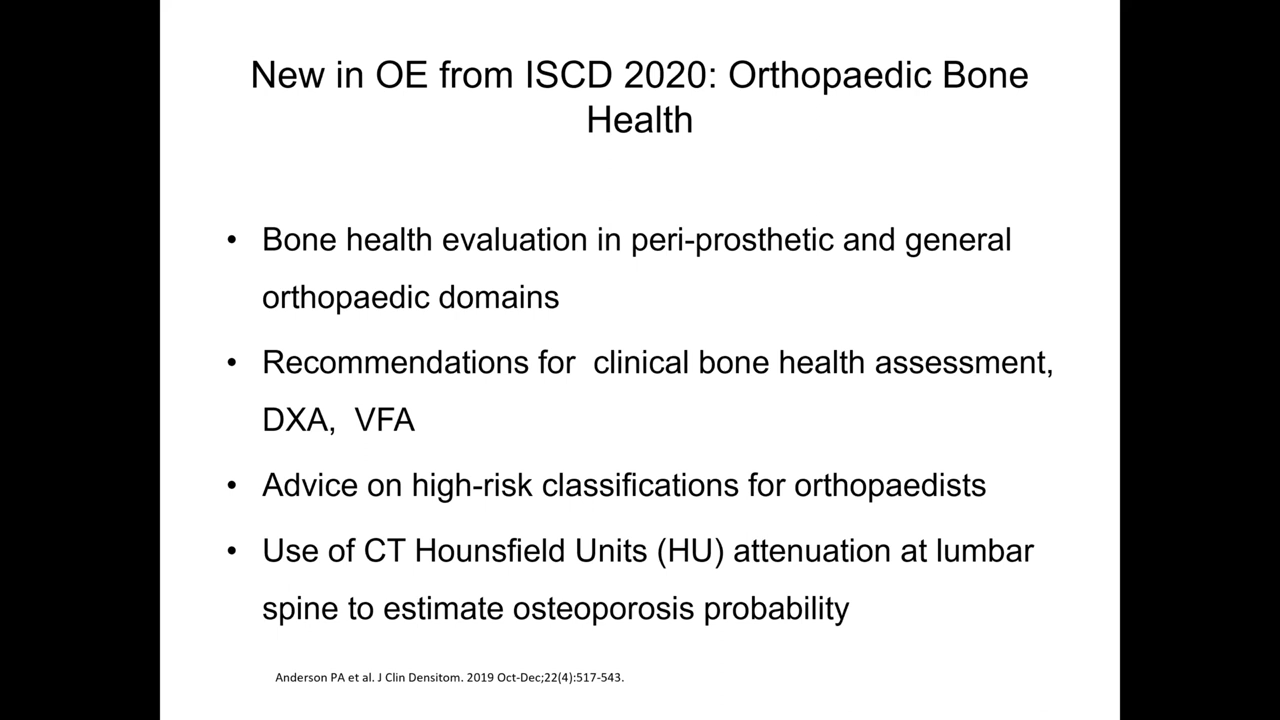 New in OE from ISCD 2020: Orthopaedic Bone
Health
• Bone health evaluation in peri-prosthetic and general
orthopaedic domains
• Recommendations for  clinical bone health assessment,
DXA,  VFA
• Advice on high-risk classifications for orthopaedists
• Use of CT Hounsfield Units (HU) attenuation at lumbar
spine to estimate osteoporosis probability
Anderson PA et al. J Clin Densitom. 2019 Oct-Dec;22(4):517-543.